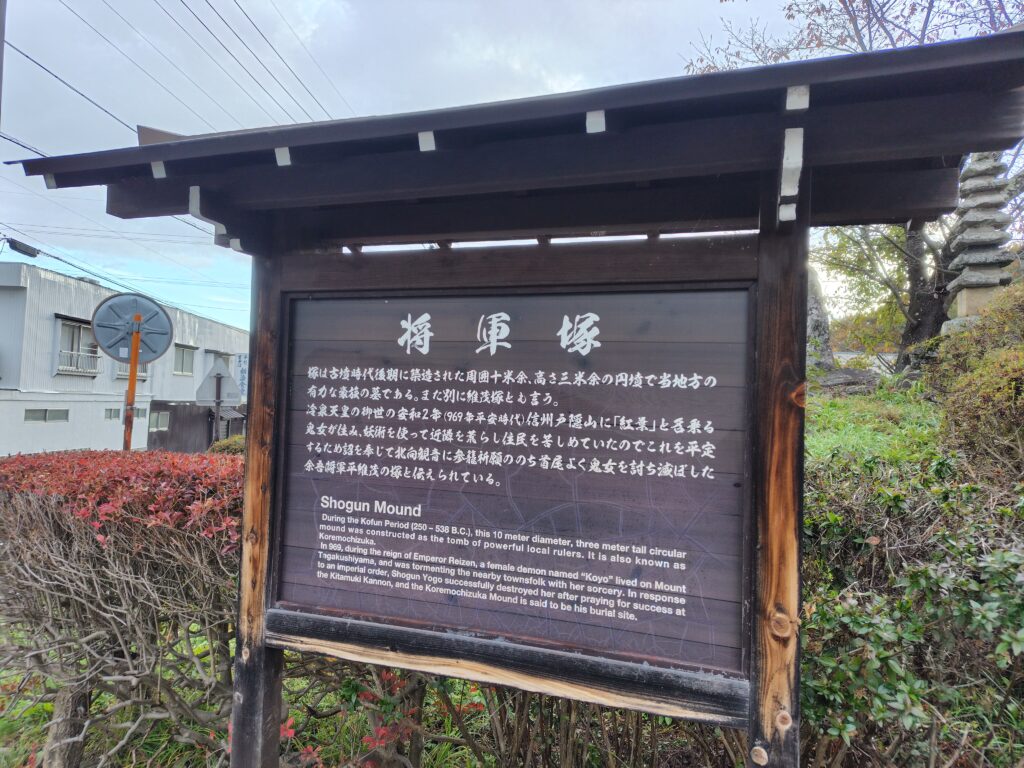 将軍塚
塚は古墳時代後期に築造された周囲十米余、高さ三米余の円墳で当地方の
有力な豪族の墓である。また別に維茂塚とも言う。
冷泉天皇の御世の安和2年(969年平安時代)信州戸隠山に「紅葉」と言乗る
鬼女が住み、妖術を使って近隣を荒らし住民を苦しめていたのでこれを平定
するため詔を奉じて北向観音に参籠祈願ののち首尾よく鬼女を討ち滅ぼした
余吾将軍平維茂の塚と伝えられている。
Shogun Mound
During the Kofun Period (250 – 538 B.C.), this 10 meter diameter, three meter tall circular
mound was constructed as the tomb of powerful local rulers. It is also known as
Koremochizuka.
In 969, during the reign of Emperor Reizen, a female demon named "Koyo" lived on Mount
Tagakushiyama, and was tormenting the nearby townsfolk with her sorcery. In response
to an imperial order, Shogun Yogo successfully destroyed her after praying for success at
the Kitamuki Kannon, and the Koremochizuka Mound is said to be his burial site.